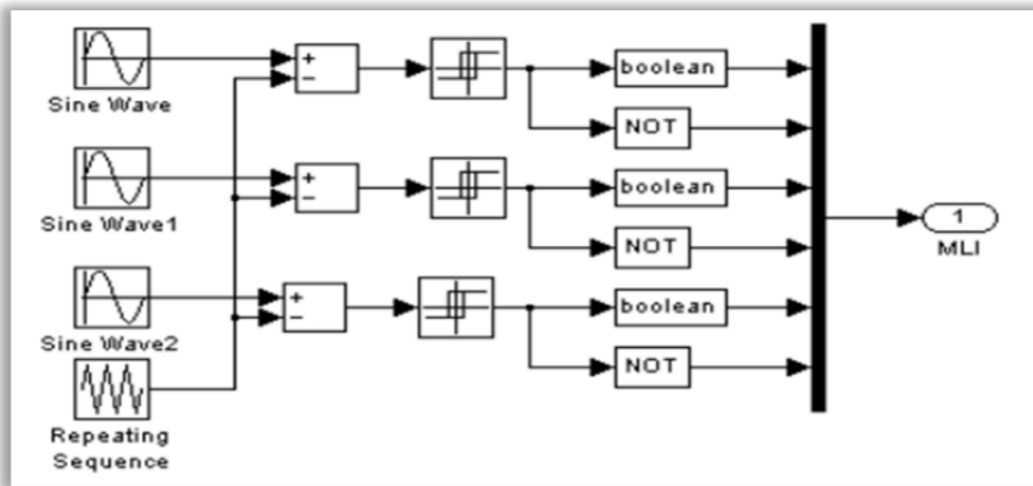 Sine Wave
+
−
boolean
NOT
Sine Wave1
+
−
boolean
NOT
1
MLI
Sine Wave2
+
−
boolean
NOT
Repeating
Sequence